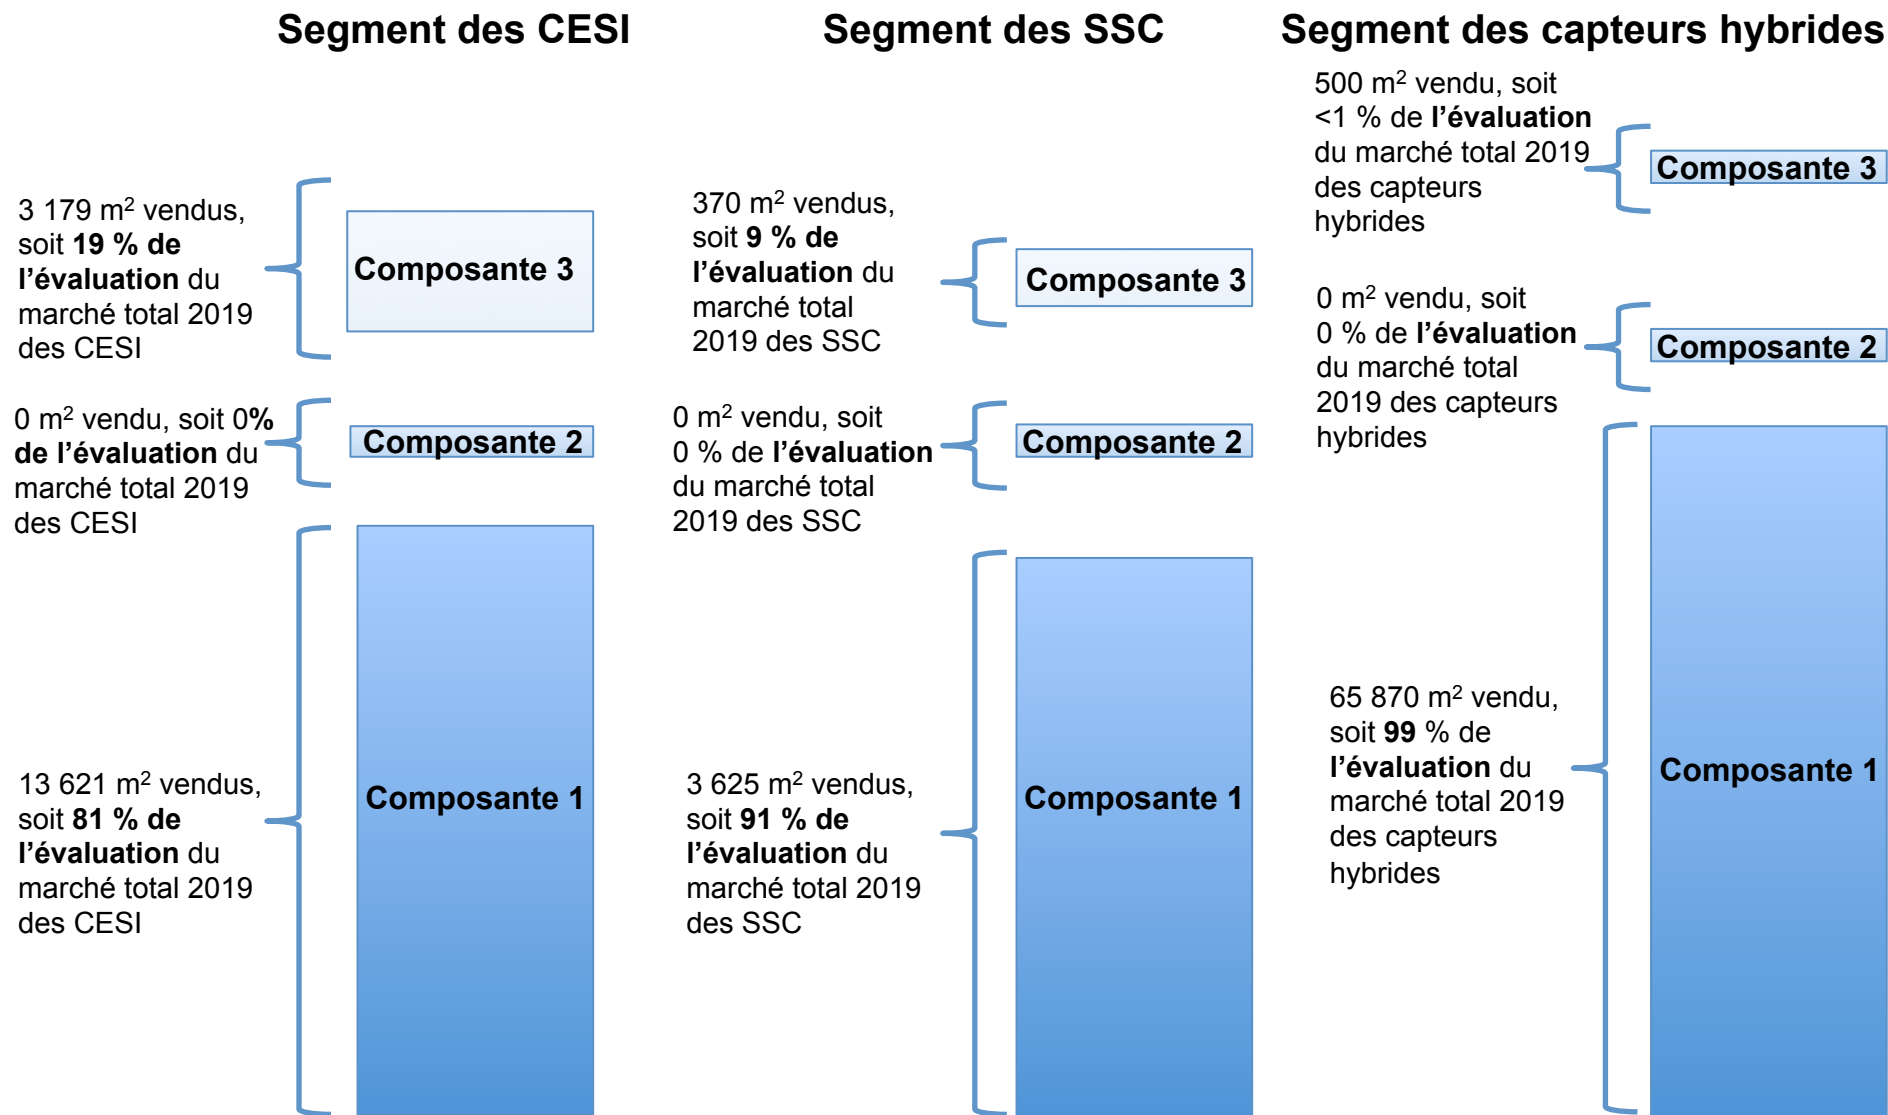 Segment des CESI
3 179 m² vendus,
soit 19 % de
l’évaluation du
marché total 2019
des CESI
Composante 3
0 m² vendu, soit 0%
de l’évaluation du
marché total 2019
des CESI
Composante 2
13 621 m² vendus,
soit 81 % de
l’évaluation du
marché total 2019
des CESI
Composante 1
Segment des SSC
370 m² vendus,
soit 9 % de
l’évaluation du
marché total
2019 des SSC
Composante 3
0 m² vendu, soit
0 % de l’évaluation
du marché total
2019 des SSC
Composante 2
3 625 m² vendus,
soit 91 % de
l’évaluation du
marché total 2019
des SSC
Composante 1
Segment des capteurs hybrides
500 m² vendu, soit
<1 % de l’évaluation
du marché total 2019
des capteurs
hybrides
Composante 3
0 m² vendu, soit
0 % de l’évaluation
du marché total
2019 des capteurs
hybrides
Composante 2
65 870 m² vendu,
soit 99 % de
l’évaluation du
marché total 2019
des capteurs
hybrides
Composante 1